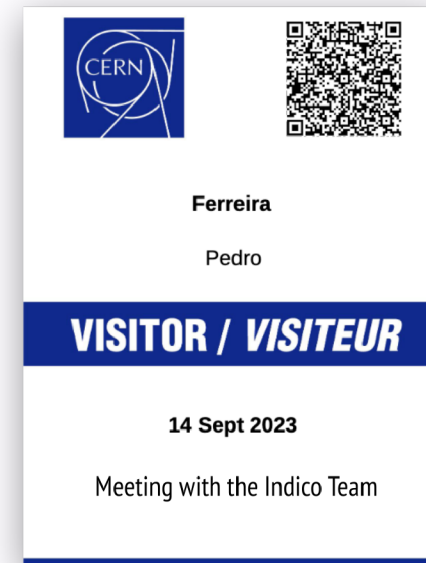 CERN
Ferreira
Pedro
VISITOR / VISITEUR
14 Sept 2023
Meeting with the Indico Team